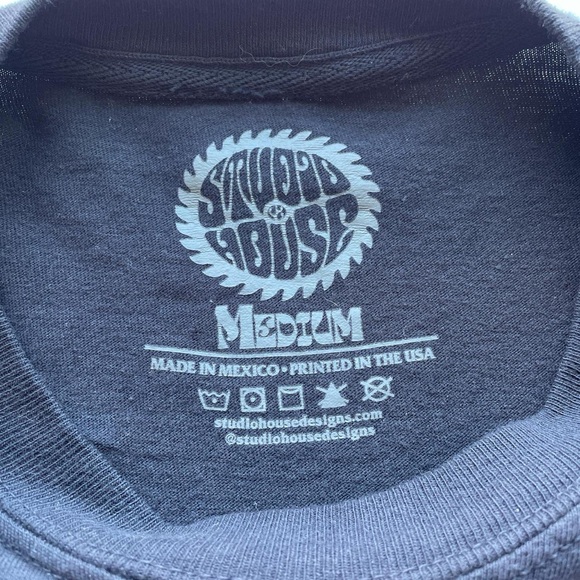 STUDIO
HOUSE
MEDIUM
MADE IN MEXICO • PRINTED IN THE USA
studiohousedesigns.com
@studiohousedesigns